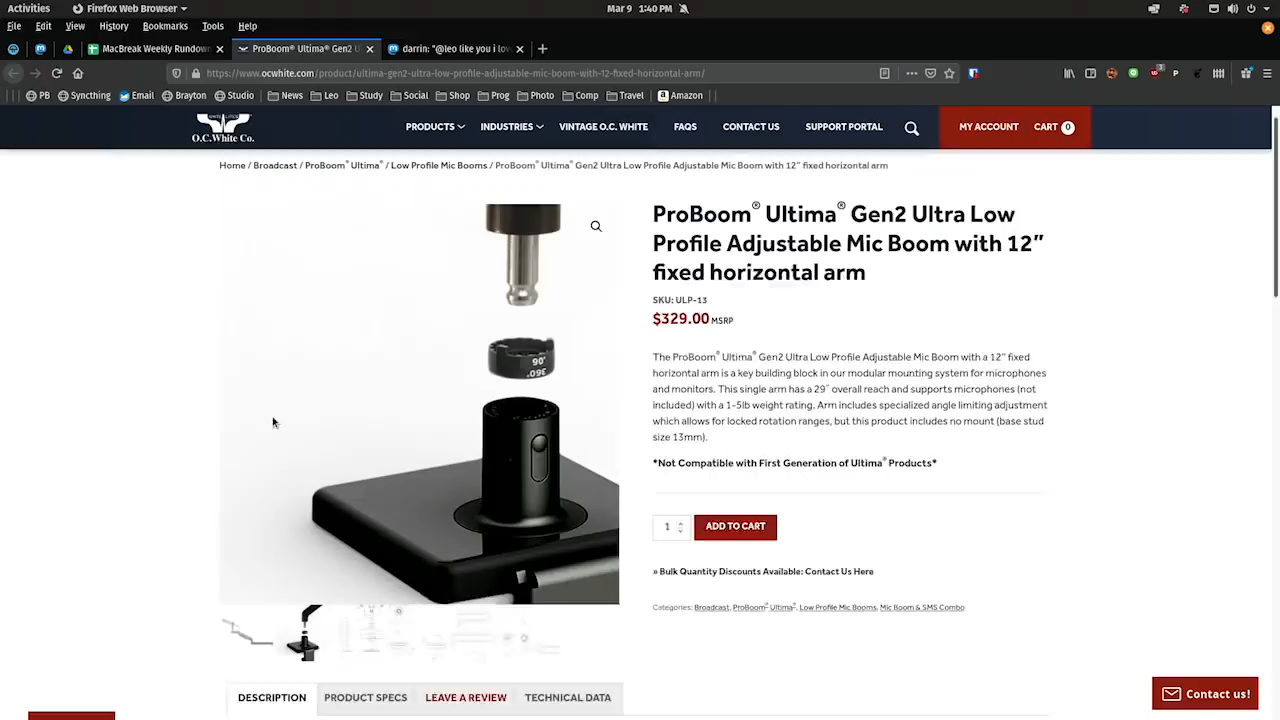 Activities Firefox Web Browser Mar 9 1:40 PM
File Edit View History Bookmarks Tools Help
MacBreak Weekly Rundown ProBoom® Ultima® Gen2 U darrin: "@leo like you i lov
https://www.ocwhite.com/product/ultima-gen2-ultra-low-profile-adjustable-mic-boom-with-12-fixed-horizontal-arm/
PB Syncthing Email Brayton Studio News Leo Study Social Shop Prog Photo Comp Travel Amazon
O.C.White Co.
PRODUCTS INDUSTRIES VINTAGE O.C. WHITE FAQS CONTACT US SUPPORT PORTAL MY ACCOUNT CART 0
Home / Broadcast / ProBoom® Ultima® / Low Profile Mic Booms / ProBoom® Ultima® Gen2 Ultra Low Profile Adjustable Mic Boom with 12" fixed horizontal arm
90°
360°
ProBoom® Ultima® Gen2 Ultra Low
Profile Adjustable Mic Boom with 12”
fixed horizontal arm
SKU: ULP-13
$329.00 MSRP
The ProBoom® Ultima® Gen2 Ultra Low Profile Adjustable Mic Boom with a 12” fixed
horizontal arm is a key building block in our modular mounting system for microphones
and monitors. This single arm has a 29″ overall reach and supports microphones (not
included) with a 1-5lb weight rating. Arm includes specialized angle limiting adjustment
which allows for locked rotation ranges, but this product includes no mount (base stud
size 13mm).
*Not Compatible with First Generation of Ultima® Products*
1 ADD TO CART
» Bulk Quantity Discounts Available: Contact Us Here
Categories: Broadcast, ProBoom® Ultima®, Low Profile Mic Booms, Mic Boom & SMS Combo
DESCRIPTION PRODUCT SPECS LEAVE A REVIEW TECHNICAL DATA
Contact us!